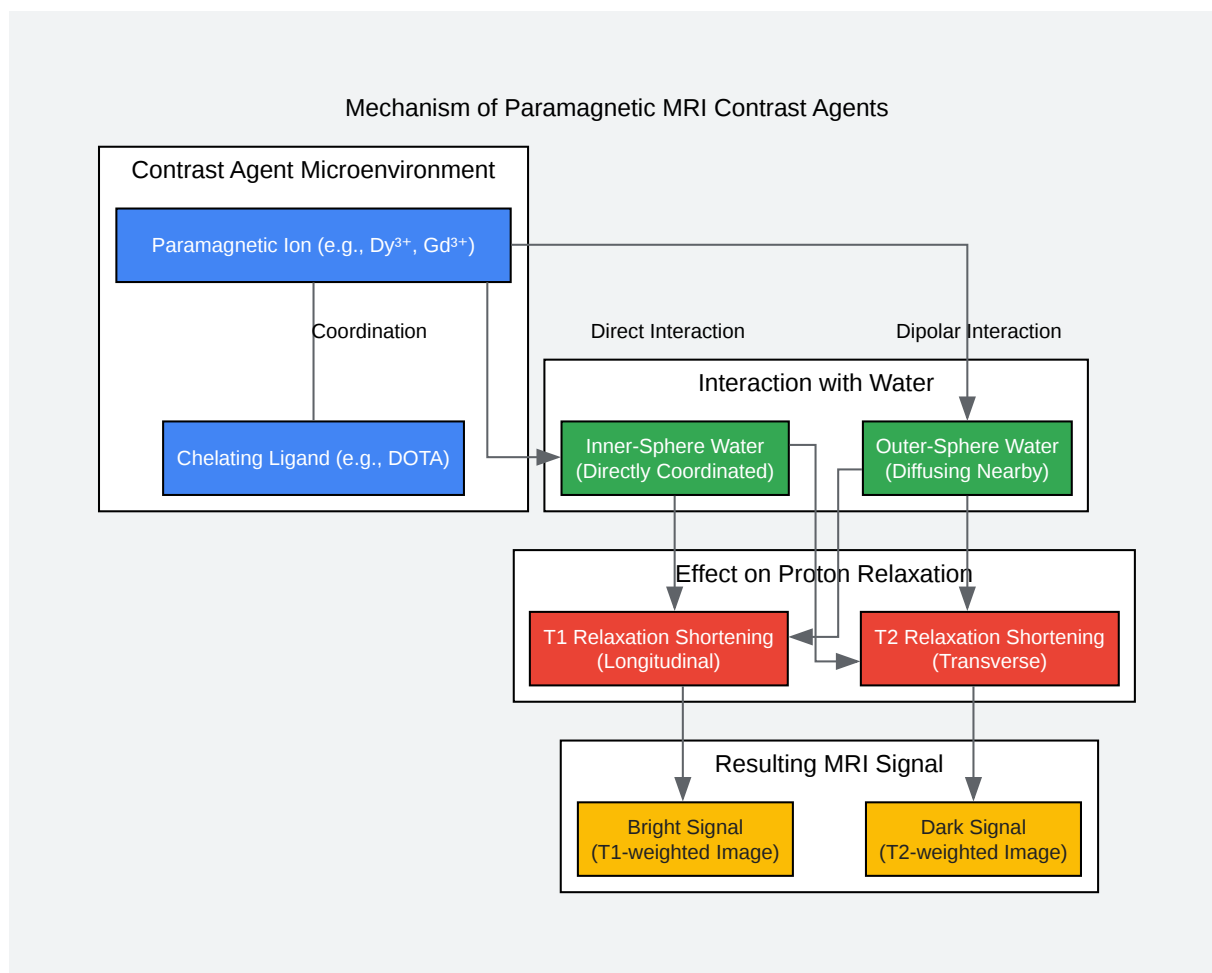 Mechanism of Paramagnetic MRI Contrast Agents
Contrast Agent Microenvironment
Paramagnetic Ion (e.g., Dy³⁺, Gd³⁺)
Coordination
Direct Interaction
Dipolar Interaction
Interaction with Water
Chelating Ligand (e.g., DOTA)
Inner-Sphere Water
(Directly Coordinated)
Outer-Sphere Water
(Diffusing Nearby)
Effect on Proton Relaxation
T1 Relaxation Shortening
(Longitudinal)
T2 Relaxation Shortening
(Transverse)
Resulting MRI Signal
Bright Signal
(T1-weighted Image)
Dark Signal
(T2-weighted Image)